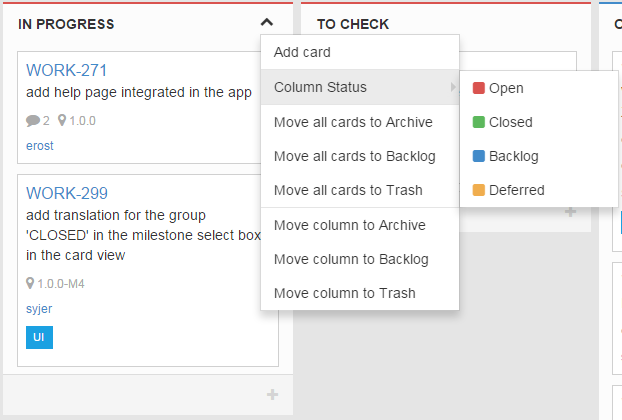 IN PROGRESS
TO CHECK
WORK-271
add help page integrated in the app
2 1.0.0
erost
WORK-299
add translation for the group
'CLOSED' in the milestone select box
in the card view
1.0.0-M4
syjer
UI
Add card
Column Status
Move all cards to Archive
Move all cards to Backlog
Move all cards to Trash
Move column to Archive
Move column to Backlog
Move column to Trash
Open
Closed
Backlog
Deferred